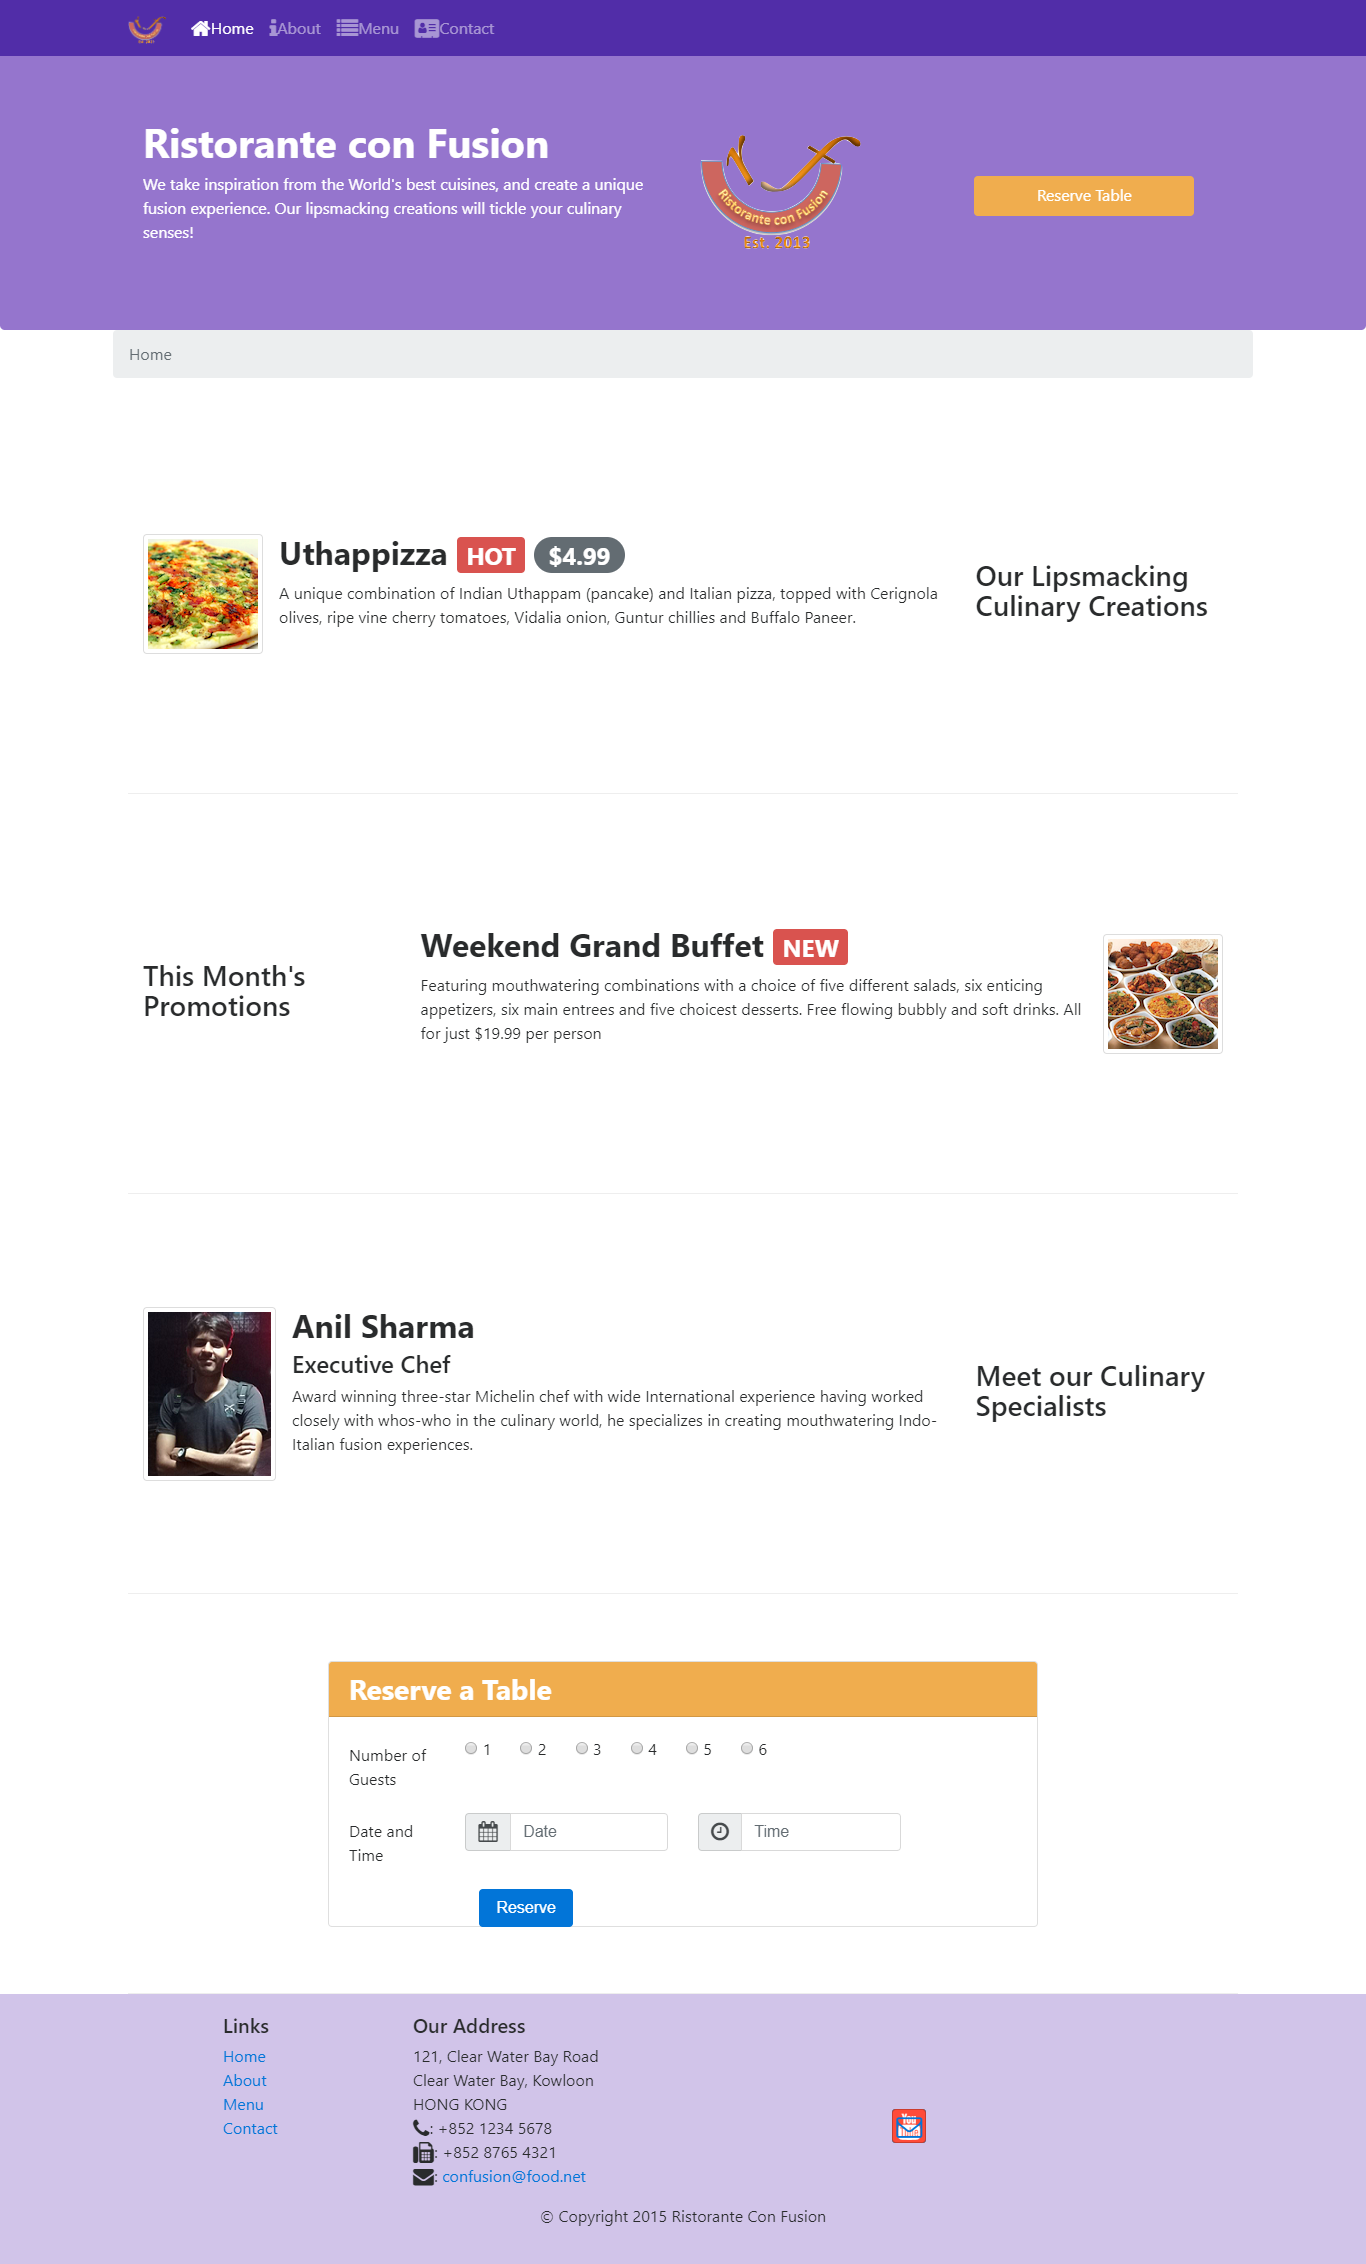 Home About Menu Contact
Ristorante con Fusion
We take inspiration from the World's best cuisines, and create a unique
fusion experience. Our lipsmacking creations will tickle your culinary
senses!
Ristorante con Fusion
Est. 2013
Reserve Table
Home
Uthappizza HOT $4.99
A unique combination of Indian Uthappam (pancake) and Italian pizza, topped with Cerignola
olives, ripe vine cherry tomatoes, Vidalia onion, Guntur chillies and Buffalo Paneer.
Our Lipsmacking
Culinary Creations
This Month's
Promotions
Weekend Grand Buffet NEW
Featuring mouthwatering combinations with a choice of five different salads, six enticing
appetizers, six main entrees and five choicest desserts. Free flowing bubbly and soft drinks. All
for just $19.99 per person
Anil Sharma
Executive Chef
Award winning three-star Michelin chef with wide International experience having worked
closely with whos-who in the culinary world, he specializes in creating mouthwatering Indo-
Italian fusion experiences.
Meet our Culinary
Specialists
Reserve a Table
Number of
Guests
1 2 3 4 5 6
Date and
Time
Date
Time
Reserve
Links
Home
About
Menu
Contact
Our Address
121, Clear Water Bay Road
Clear Water Bay, Kowloon
HONG KONG
: +852 1234 5678
: +852 8765 4321
: confusion@food.net
© Copyright 2015 Ristorante Con Fusion